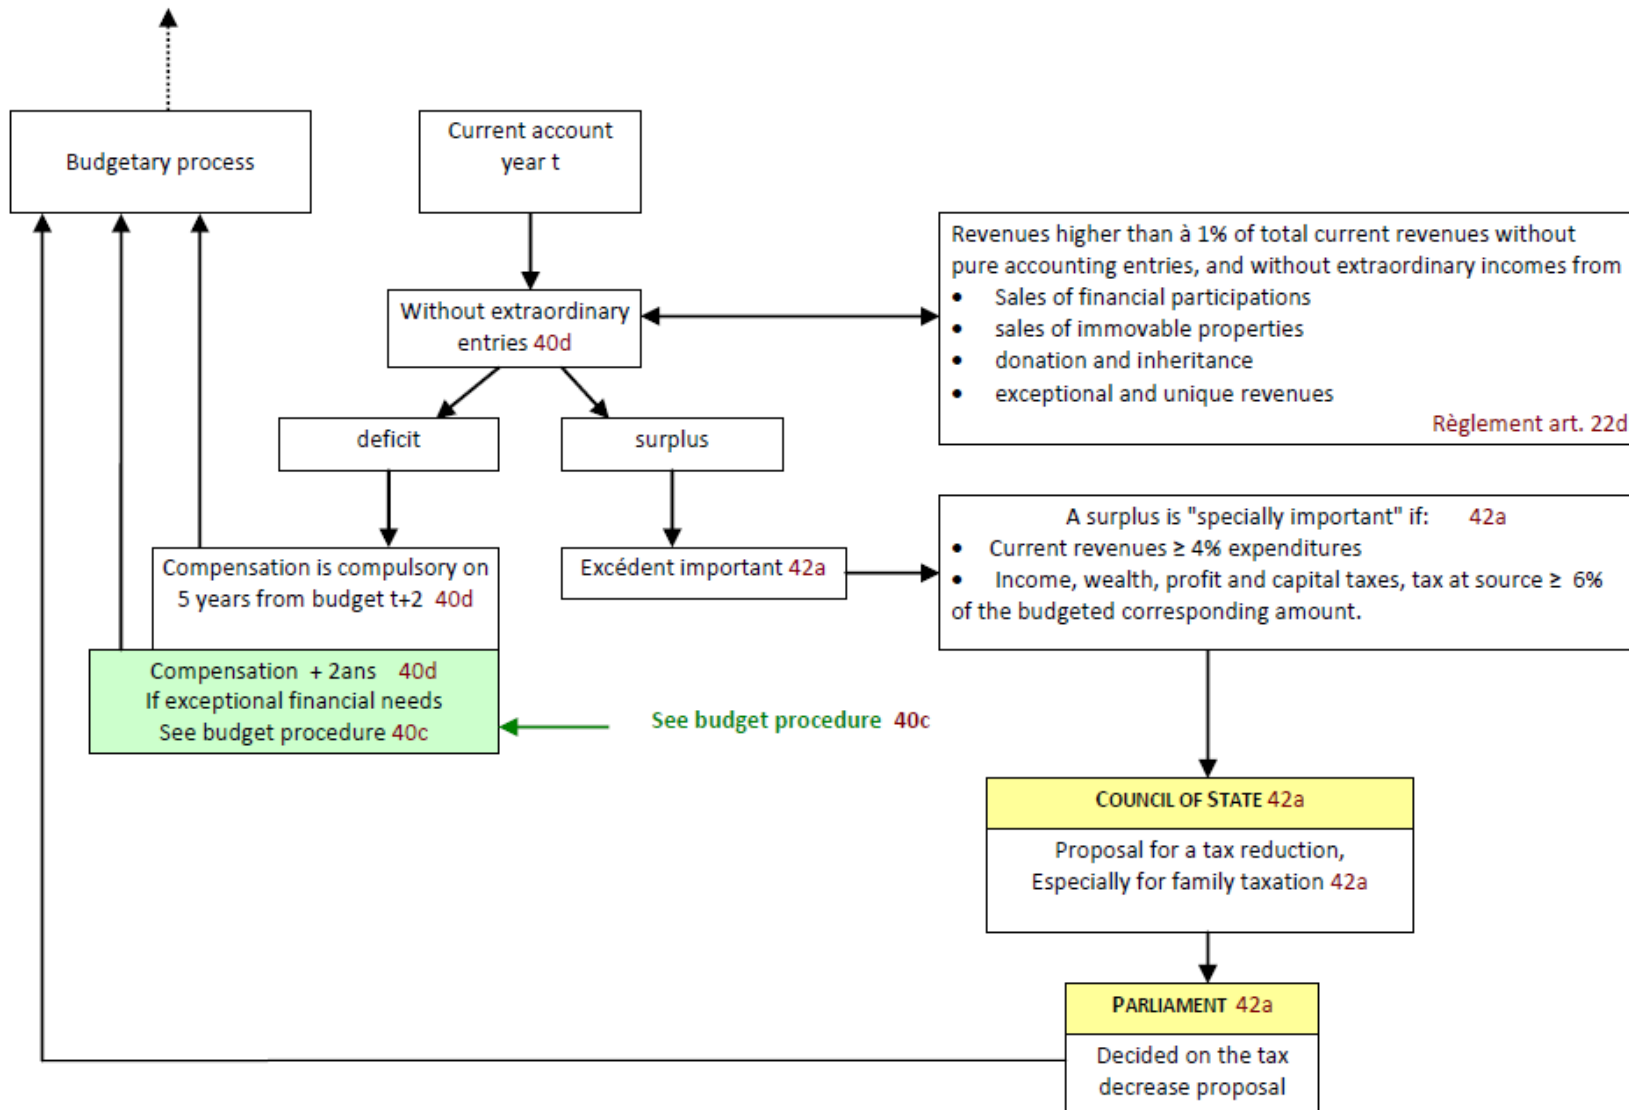 Budgetary process
Current account
year t
Without extraordinary
entries 40d
Revenues higher than à 1% of total current revenues without
pure accounting entries, and without extraordinary incomes from
• Sales of financial participations
• sales of immovable properties
• donation and inheritance
• exceptional and unique revenues
Règlement art. 22d
deficit
surplus
Compensation is compulsory on
5 years from budget t+2 40d
Excédent important 42a
A surplus is "specially important" if: 42a
• Current revenues ≥ 4% expenditures
• Income, wealth, profit and capital taxes, tax at source ≥ 6%
of the budgeted corresponding amount.
Compensation + 2ans 40d
If exceptional financial needs
See budget procedure 40c
See budget procedure 40c
COUNCIL OF STATE 42a
Proposal for a tax reduction,
Especially for family taxation 42a
PARLIAMENT 42a
Decided on the tax
decrease proposal